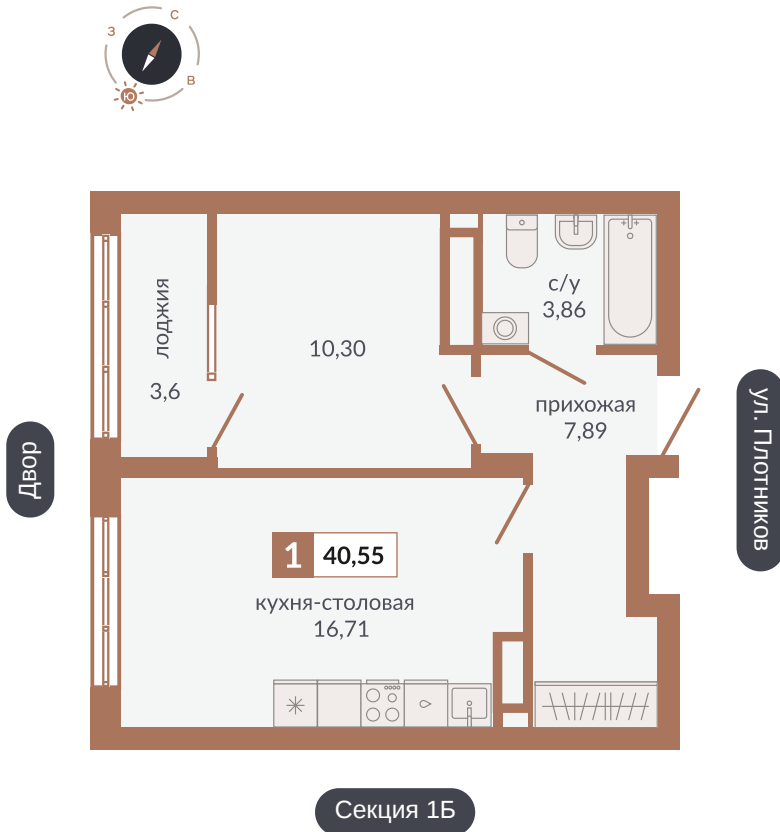 С
З
В
Ю
лоджия
3,6
10,30
с/у
3,86
прихожая
7,89
Двор
ул. Плотников
1 40,55
кухня-столовая
16,71
Секция 1Б